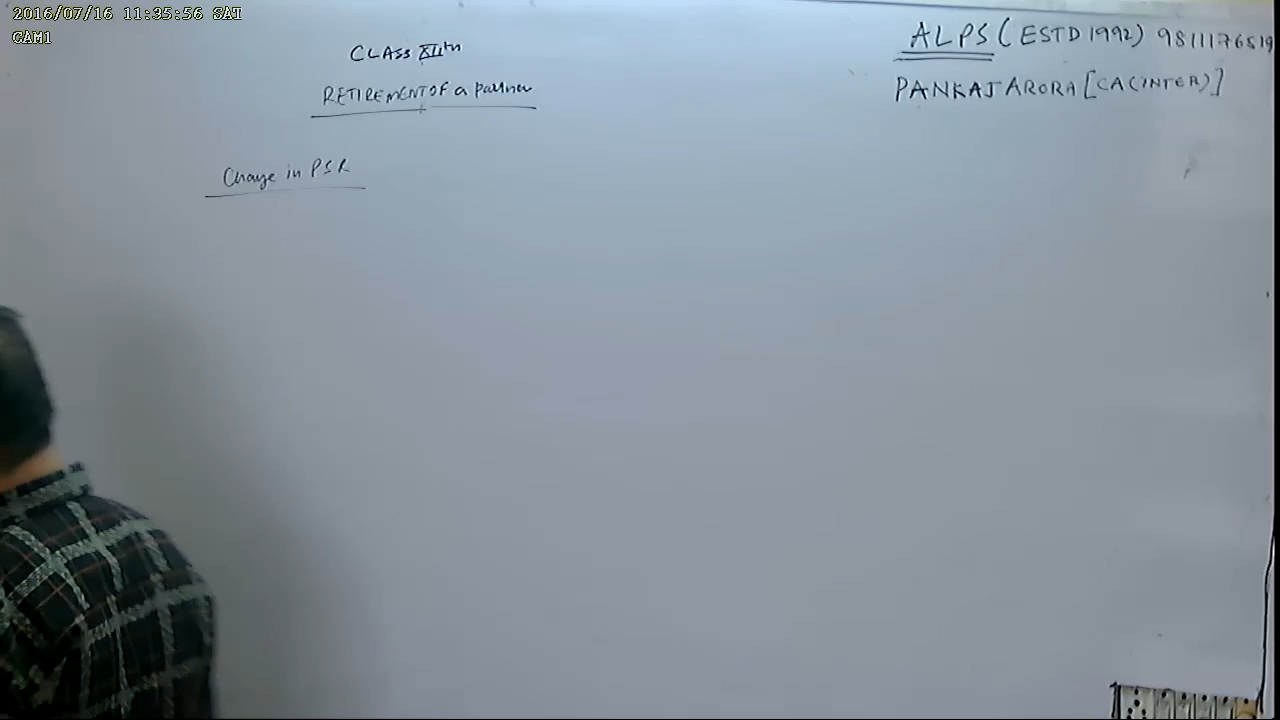 2016/07/16 11:35:56 SAT
CAM1
CLASS XIIth
RETIREMENT OF a partner
Change in PSR
ALPS (ESTD 1992) 9811176519
PANKAJ ARORA [CA(INTER)]